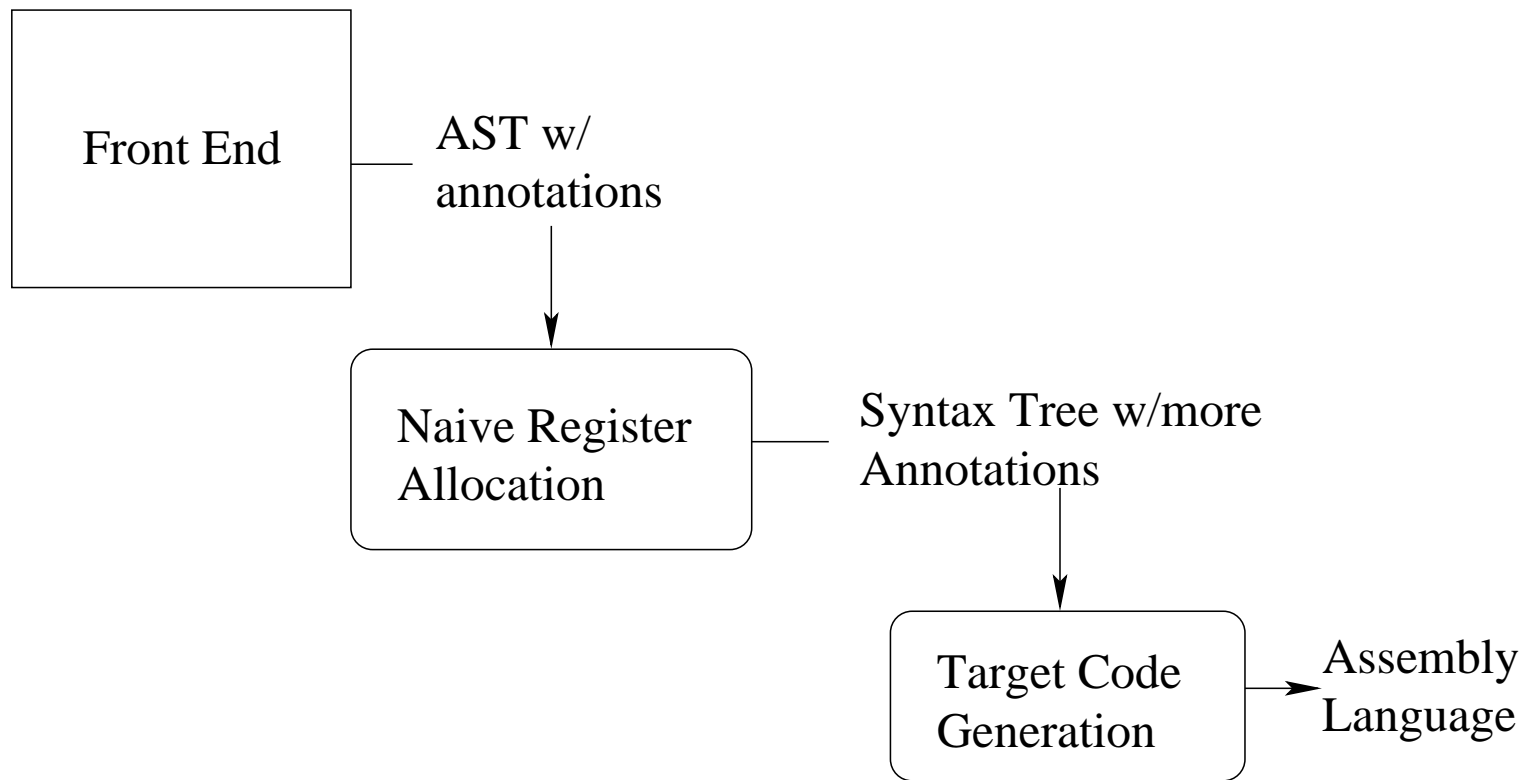 Front End
AST w/
annotations
Naive Register
Allocation
Syntax Tree w/more
Annotations
Target Code
Generation
Assembly
Language